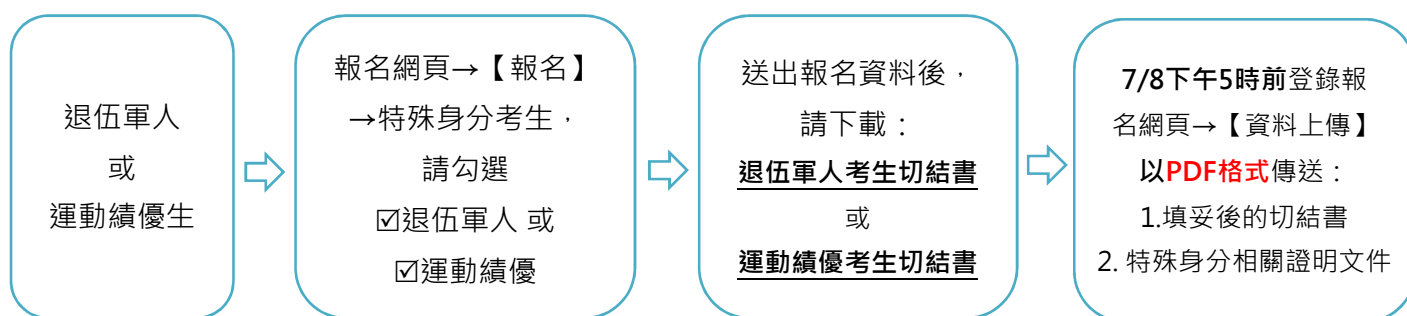 退伍軍人
或
運動績優生
報名網頁→【報名】
→特殊身分考生，
請勾選
☑退伍軍人 或
☑運動績優
送出報名資料後，
請下載：
退伍軍人考生切結書
或
運動績優考生切結書
7/8下午5時前登錄報
名網頁→【資料上傳】
以PDF格式傳送：
1.填妥後的切結書
2. 特殊身分相關證明文件